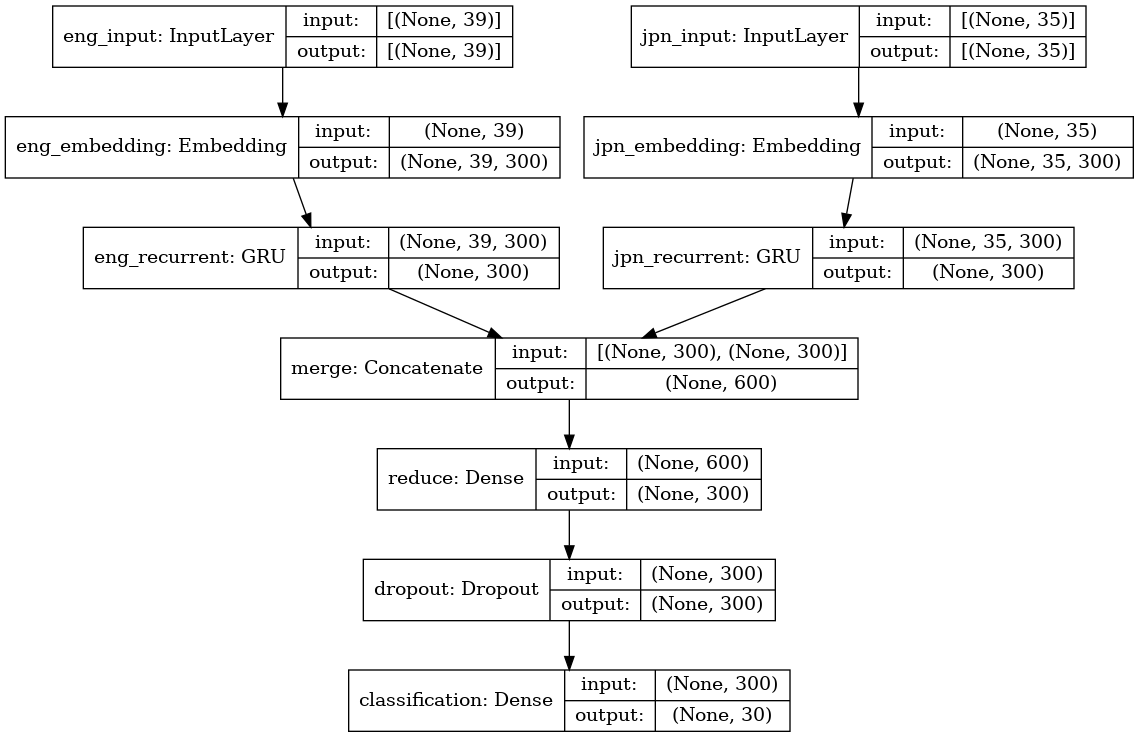 eng_input: InputLayer
input:
[(None, 39)]
output:
[(None, 39)]
jpn_input: InputLayer
input:
[(None, 35)]
output:
[(None, 35)]
eng_embedding: Embedding
input:
(None, 39)
output:
(None, 39, 300)
jpn_embedding: Embedding
input:
(None, 35)
output:
(None, 35, 300)
eng_recurrent: GRU
input:
(None, 39, 300)
output:
(None, 300)
jpn_recurrent: GRU
input:
(None, 35, 300)
output:
(None, 300)
merge: Concatenate
input:
[(None, 300), (None, 300)]
output:
(None, 600)
reduce: Dense
input:
(None, 600)
output:
(None, 300)
dropout: Dropout
input:
(None, 300)
output:
(None, 300)
classification: Dense
input:
(None, 300)
output:
(None, 30)